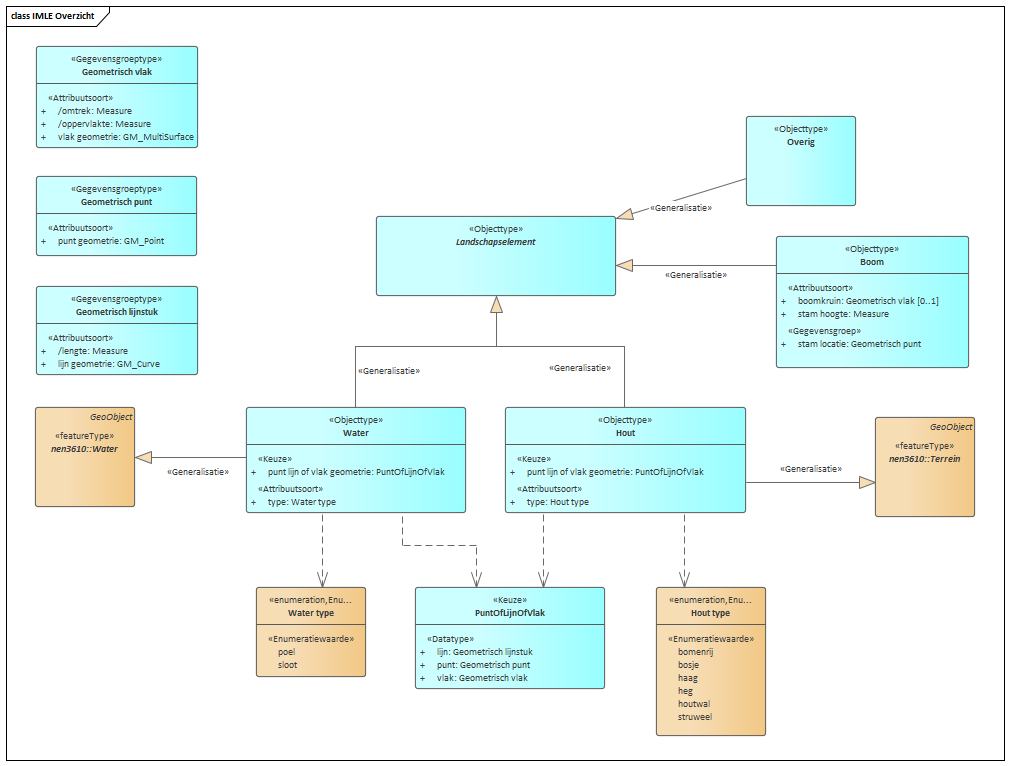 class IMLE Overzicht
«Gegevensgroeptype»
Geometrisch vlak
«Attribuutsoort»
+ /omtrek: Measure
+ /oppervlakte: Measure
+ vlak geometrie: GM_MultiSurface
«Gegevensgroeptype»
Geometrisch punt
«Attribuutsoort»
+ punt geometrie: GM_Point
«Gegevensgroeptype»
Geometrisch lijnstuk
«Attribuutsoort»
+ /lengte: Measure
+ lijn geometrie: GM_Curve
«Objecttype»
Overig
«Generalisatie»
«Objecttype»
Landschapselement
«Generalisatie»
«Objecttype»
Boom
«Attribuutsoort»
+ boomkruin: Geometrisch vlak [0..1]
+ stam hoogte: Measure
«Gegevensgroep»
+ stam locatie: Geometrisch punt
«Generalisatie»
«Generalisatie»
GeoObject
«featureType»
nen3610::Water
«Generalisatie»
«Objecttype»
Water
«Keuze»
+ punt lijn of vlak geometrie: PuntOfLijnOfVlak
«Attribuutsoort»
+ type: Water type
«Objecttype»
Hout
«Keuze»
+ punt lijn of vlak geometrie: PuntOfLijnOfVlak
«Attribuutsoort»
+ type: Hout type
«Generalisatie»
GeoObject
«featureType»
nen3610::Terrein
«enumeration,Enu...
Water type
«Enumeratiewaarde»
poel
sloot
«Keuze»
PuntOfLijnOfVlak
«Datatype»
+ lijn: Geometrisch lijnstuk
+ punt: Geometrisch punt
+ vlak: Geometrisch vlak
«enumeration,Enu...
Hout type
«Enumeratiewaarde»
bomenrij
bosje
haag
heg
houtwal
struweel